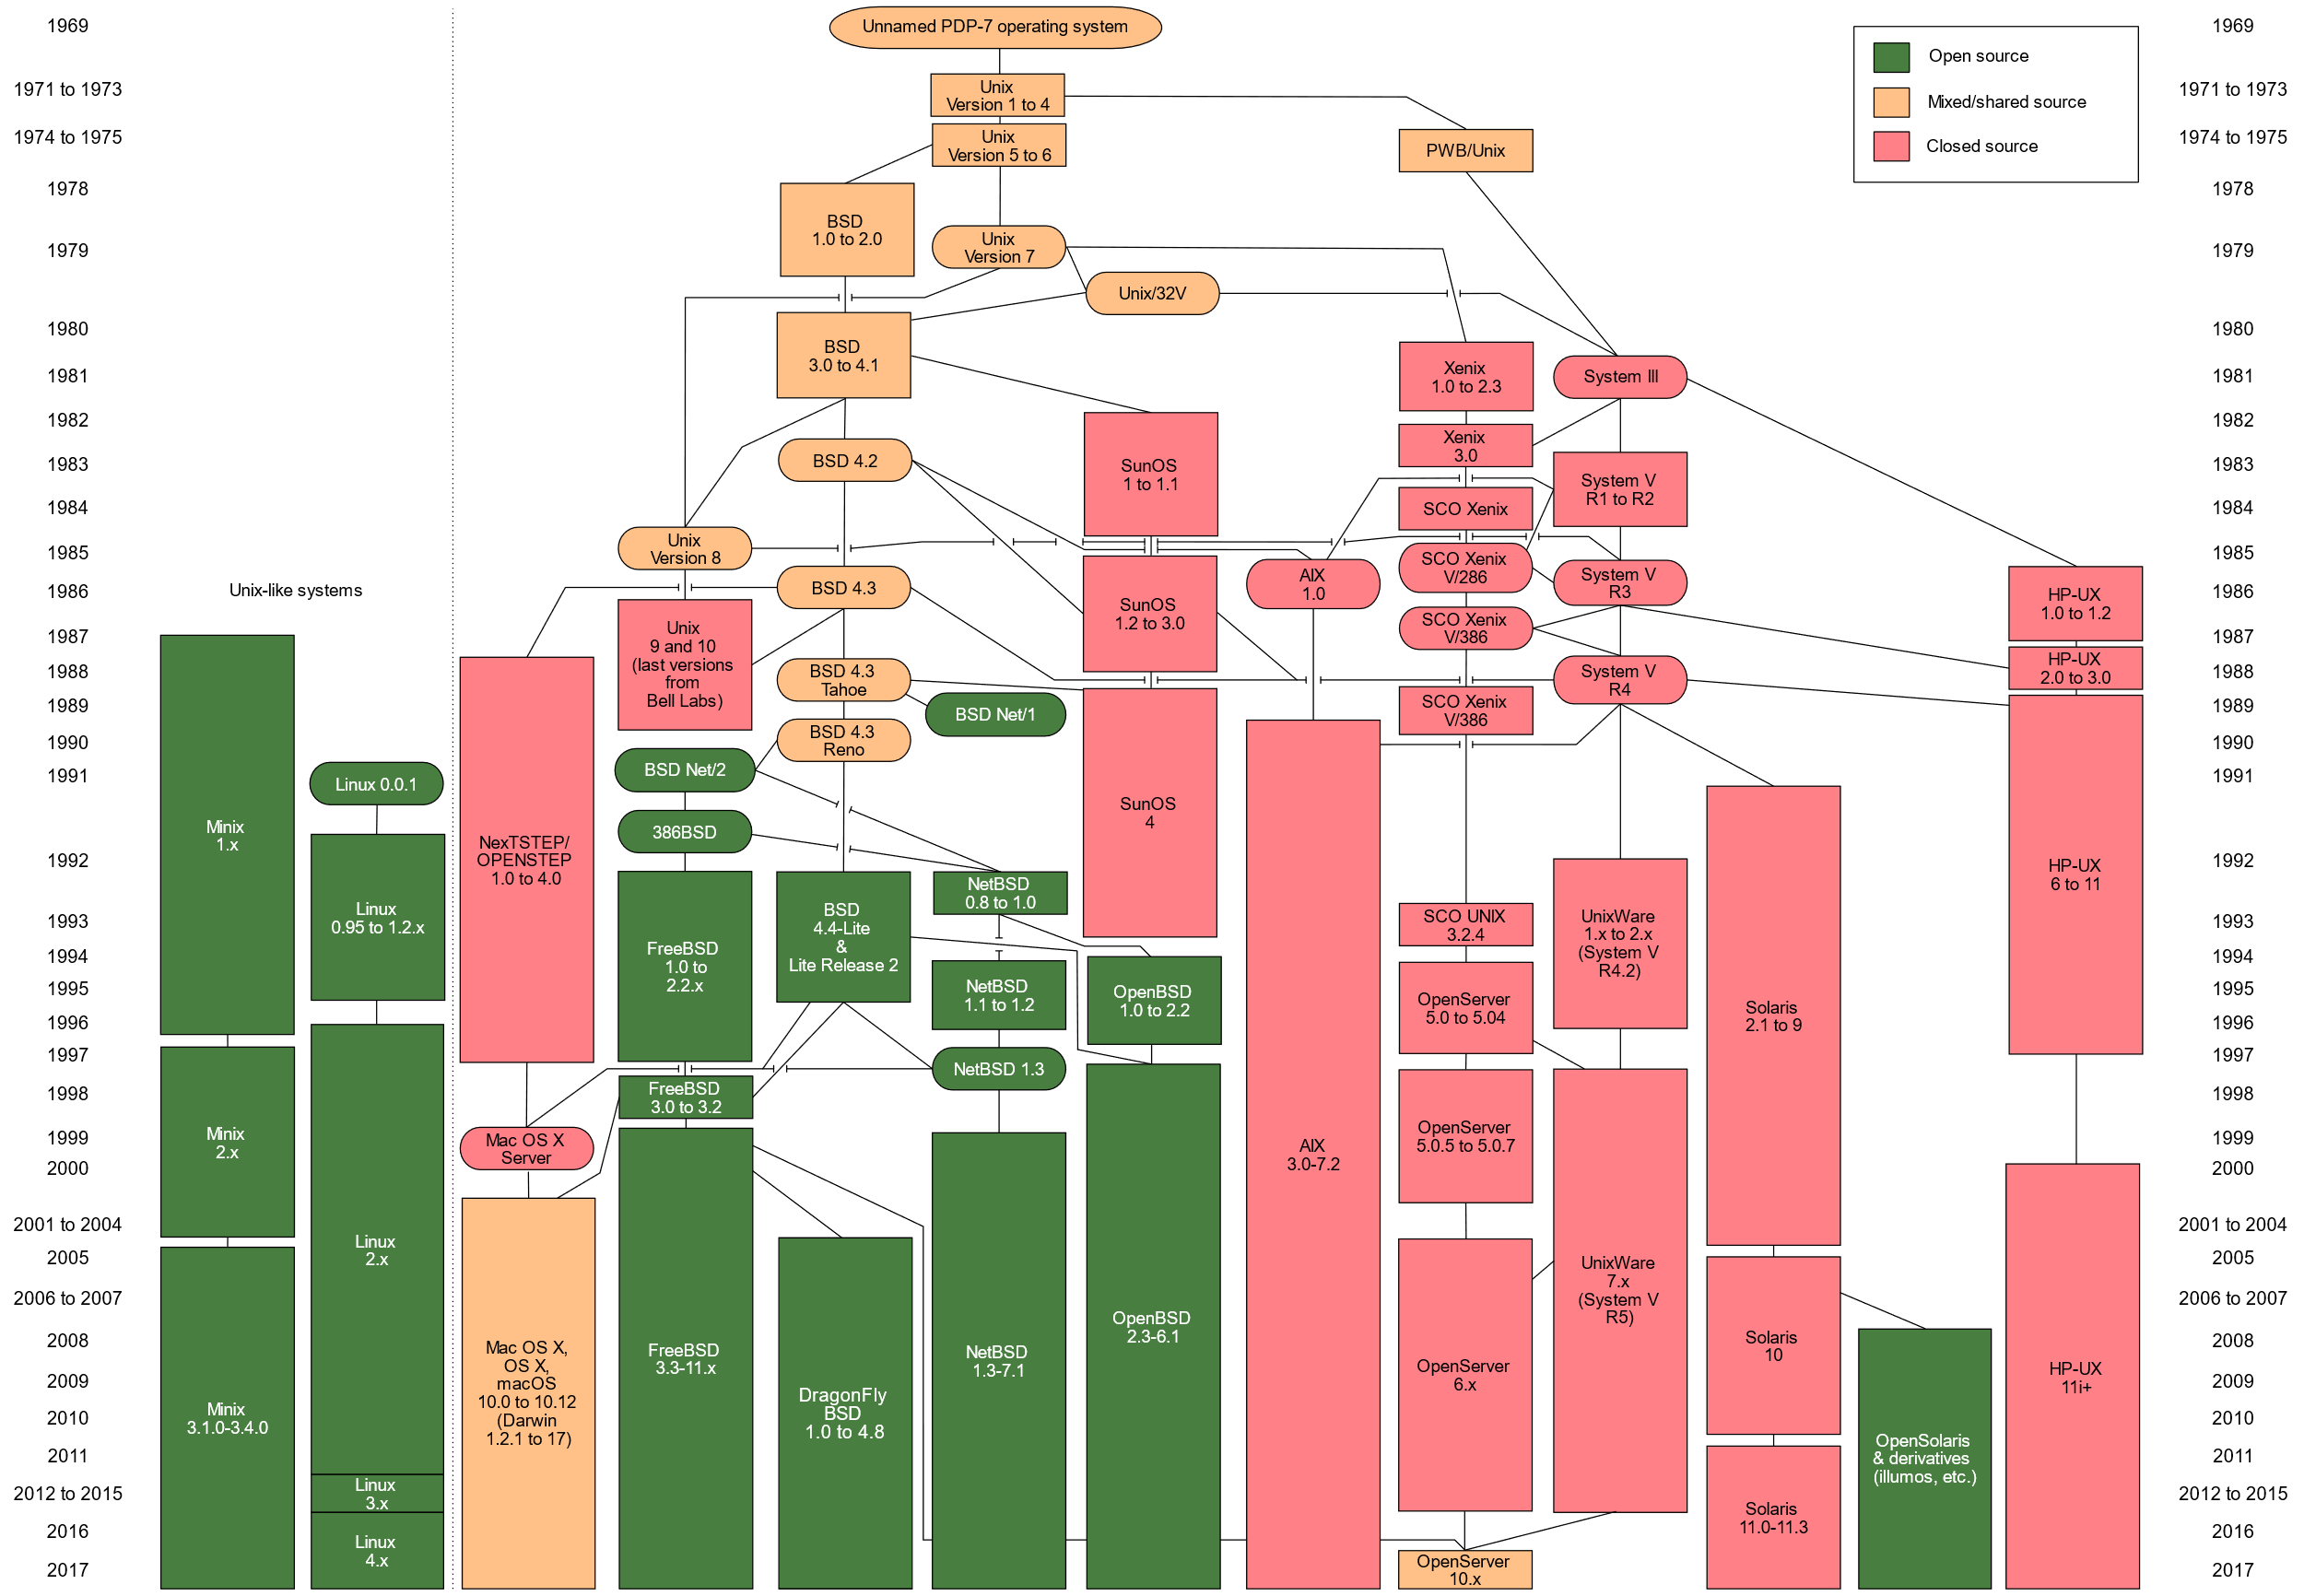 1969
1971 to 1973
1974 to 1975
1978
1979
1980
1981
1982
1983
1984
1985
1986
1987
1988
1989
1990
1991
1992
1993
1994
1995
1996
1997
1998
1999
2000
2001 to 2004
2005
2006 to 2007
2008
2009
2010
2011
2012 to 2015
2016
2017
Unix-like systems
Minix
1.x
Minix
2.x
Minix
3.1.0-3.4.0
Linux 0.0.1
Linux
0.95 to 1.2.x
Linux
2.x
Linux
3.x
Linux
4.x
Unnamed PDP-7 operating system
Unix
Version 1 to 4
Unix
Version 5 to 6
PWB/Unix
BSD
1.0 to 2.0
Unix
Version 7
Unix/32V
BSD
3.0 to 4.1
Xenix
1.0 to 2.3
System III
Xenix
3.0
BSD 4.2
SunOS
1 to 1.1
System V
R1 to R2
SCO Xenix
Unix
Version 8
SCO Xenix
V/286
System V
R3
AIX
1.0
BSD 4.3
SunOS
1.2 to 3.0
HP-UX
1.0 to 1.2
Unix
9 and 10
(last versions
from
Bell Labs)
SCO Xenix
V/386
BSD 4.3
Tahoe
System V
R4
HP-UX
2.0 to 3.0
BSD Net/1
SCO Xenix
V/386
BSD 4.3
Reno
BSD Net/2
SunOS
4
386BSD
NexTSTEP/
OPENSTEP
1.0 to 4.0
HP-UX
6 to 11
NetBSD
0.8 to 1.0
BSD
4.4-Lite
&
Lite Release 2
SCO UNIX
3.2.4
UnixWare
1.x to 2.x
(System V
R4.2)
FreeBSD
1.0 to
2.2.x
NetBSD
1.1 to 1.2
OpenBSD
1.0 to 2.2
OpenServer
5.0 to 5.04
Solaris
2.1 to 9
NetBSD 1.3
FreeBSD
3.0 to 3.2
Mac OS X
Server
AIX
3.0-7.2
OpenServer
5.0.5 to 5.0.7
UnixWare
7.x
(System V
R5)
OpenBSD
2.3-6.1
Solaris
10
FreeBSD
3.3-11.x
NetBSD
1.3-7.1
OpenServer
6.x
HP-UX
11i+
Mac OS X,
OS X,
macOS
10.0 to 10.12
(Darwin
1.2.1 to 17)
DragonFly
BSD
1.0 to 4.8
OpenSolaris
& derivatives
(illumos, etc.)
Solaris
11.0-11.3
OpenServer
10.x
Open source
Mixed/shared source
Closed source
1969
1971 to 1973
1974 to 1975
1978
1979
1980
1981
1982
1983
1984
1985
1986
1987
1988
1989
1990
1991
1992
1993
1994
1995
1996
1997
1998
1999
2000
2001 to 2004
2005
2006 to 2007
2008
2009
2010
2011
2012 to 2015
2016
2017